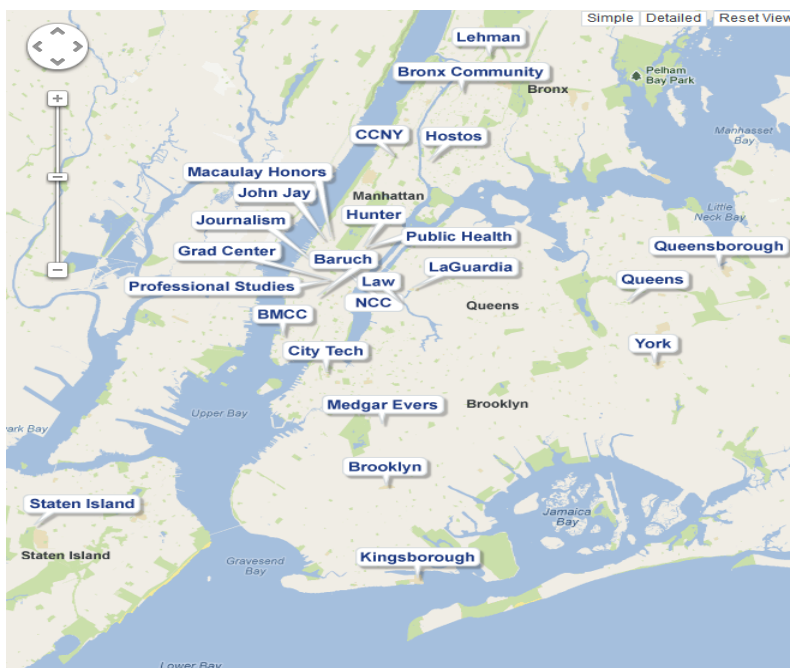 Simple Detailed Reset View
Lehman
Bronx Community
Pelham
Bay Park
Bronx
Manhasset
Bay
CCNY
Hostos
Macaulay Honors
John Jay
Manhattan
Little
Neck Bay
Journalism
Hunter
Grad Center
Public Health
Queensborough
Baruch
LaGuardia
Professional Studies
Law
Queens
NCC
Queens
BMCC
City Tech
York
Medgar Evers
Brooklyn
Upper Bay
ark Bay
Brooklyn
Staten Island
Jamaica
Bay
Staten Island
Gravesend
Bay
Kingsborough
Lower Bay